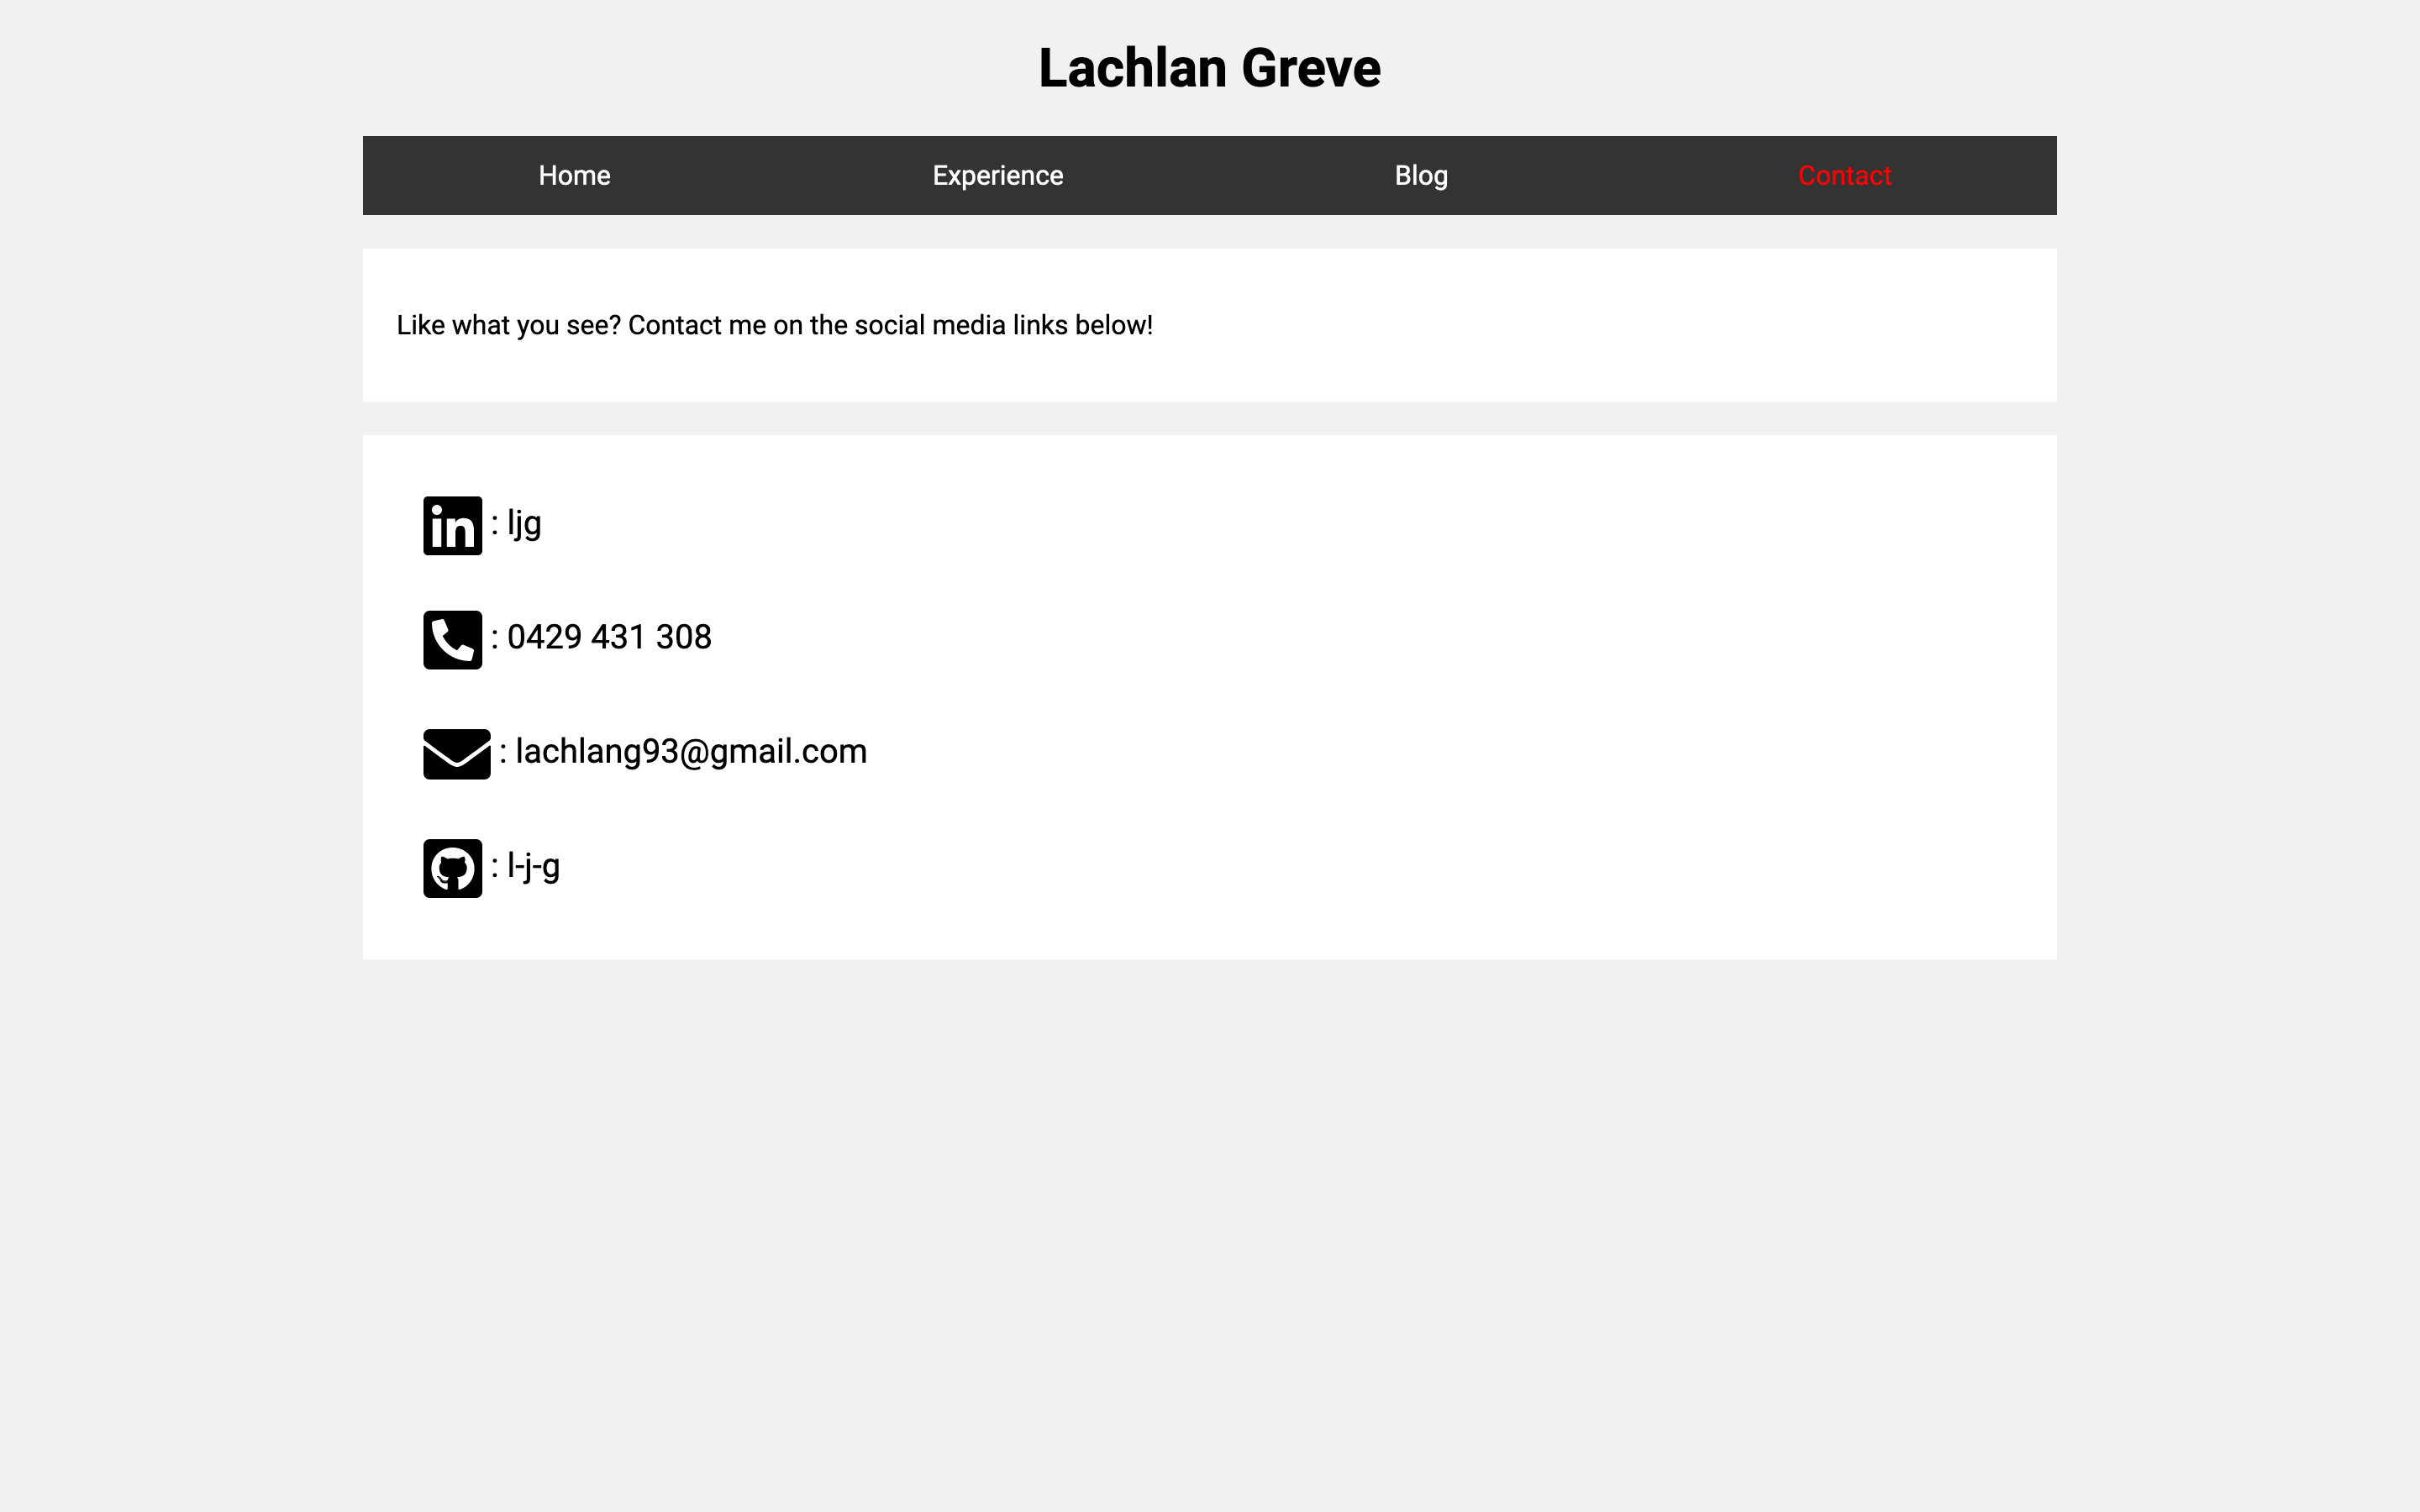 Lachlan Greve
Home Experience Blog Contact
Like what you see? Contact me on the social media links below!
in : ljg
: 0429 431 308
: lachlang93@gmail.com
: l-j-g